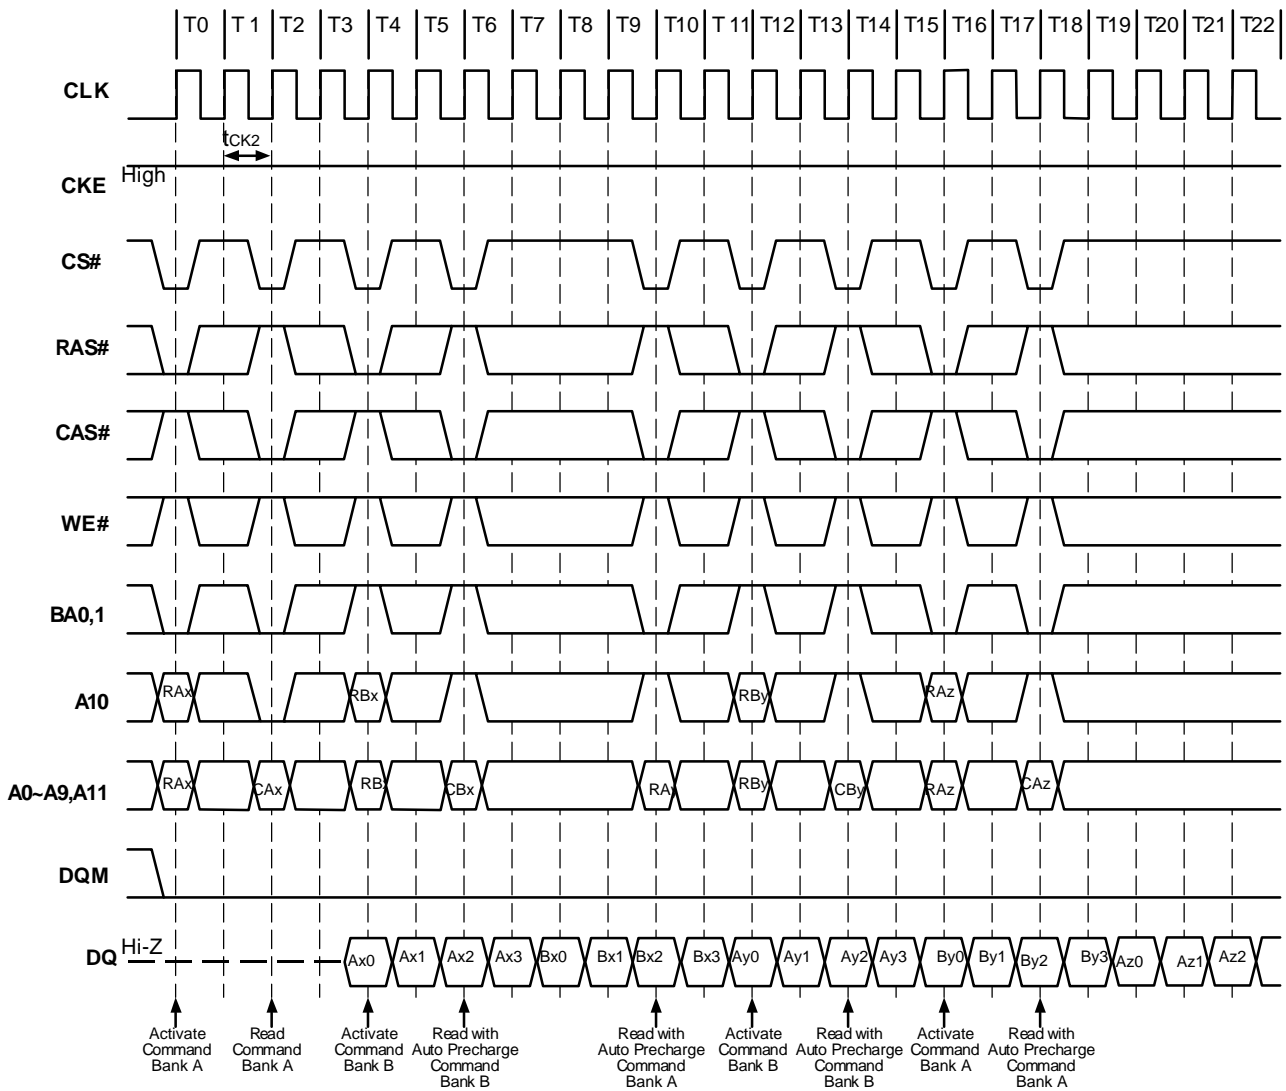 T0 T1 T2 T3 T4 T5 T6 T7 T8 T9 T10 T11 T12 T13 T14 T15 T16 T17 T18 T19 T20 T21 T22
CLK
tCK2
High
CKE
CS#
RAS#
CAS#
WE#
BA0,1
A10 RAx RBx RBy RAz
A0~A9,A11 RAx CAx CBx RBy CBy RAz CAz
DQM
DQ Hi-Z Ax0 Ax1 Ax2 Ax3 Bx0 Bx1 Bx2 Bx3 Ay0 Ay1 Ay2 Ay3 By0 By1 By2 By3 Az0 Az1 Az2
Activate
Command
Bank A
Read
Command
Bank A
Activate
Command
Bank B
Read with
Auto Precharge
Command
Bank B
Read with
Auto Precharge
Command
Bank A
Activate
Command
Bank B
Read with
Auto Precharge
Command
Bank B
Activate
Command
Bank A
Read with
Auto Precharge
Command
Bank A